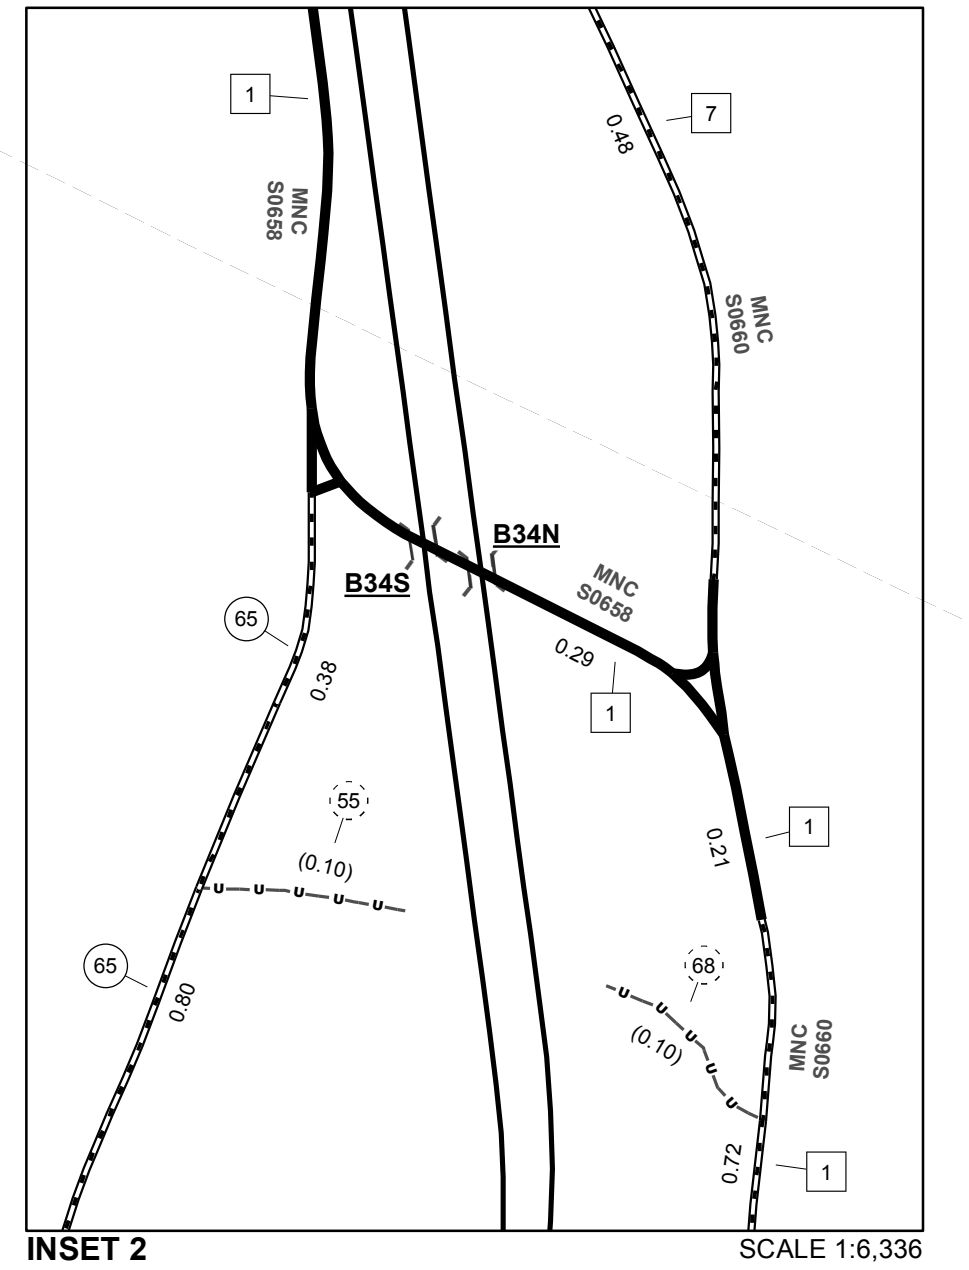 1
7
0.48
MNC
S0658
MNC
S0660
B34N
B34S
MNC
S0658
65
0.38
0.29
1
55
(0.10)
1
0.21
65
0.80
68
(0.10)
MNC
S0660
0.72
1
U U U U U
U U U U U
INSET 2
SCALE 1:6,336